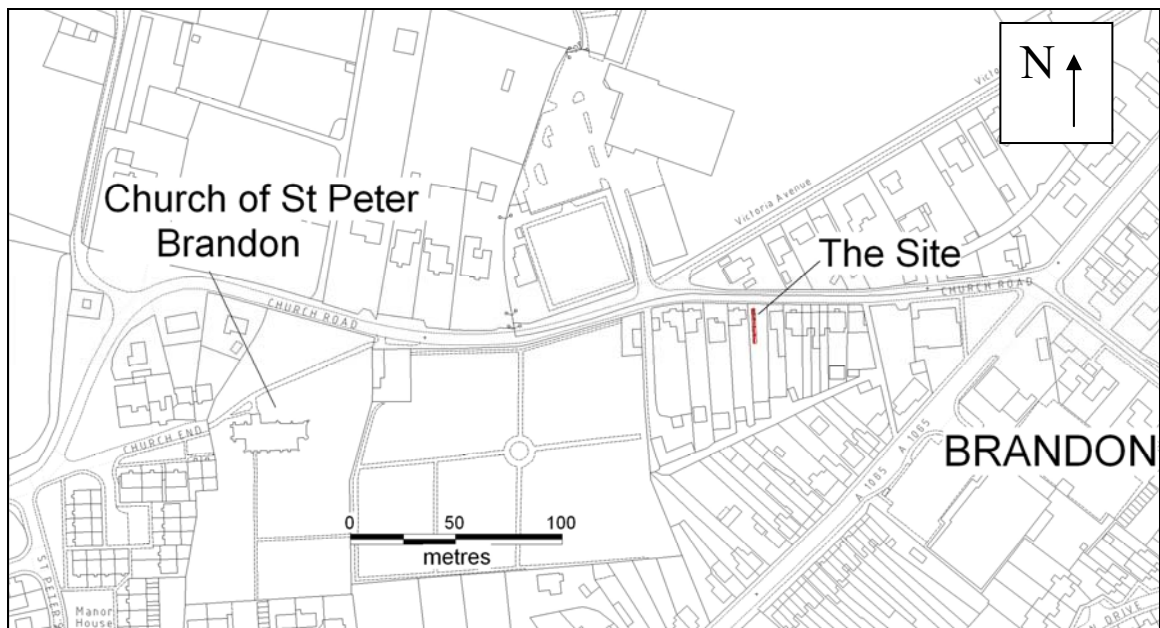 N
Victoria Avenue
Church of St Peter
Brandon
The Site
CHURCH ROAD
CHURCH ROAD
CHURCH END
A 1065
A 1065
BRANDON
0 50 100
metres
Manor
House
DRIVE